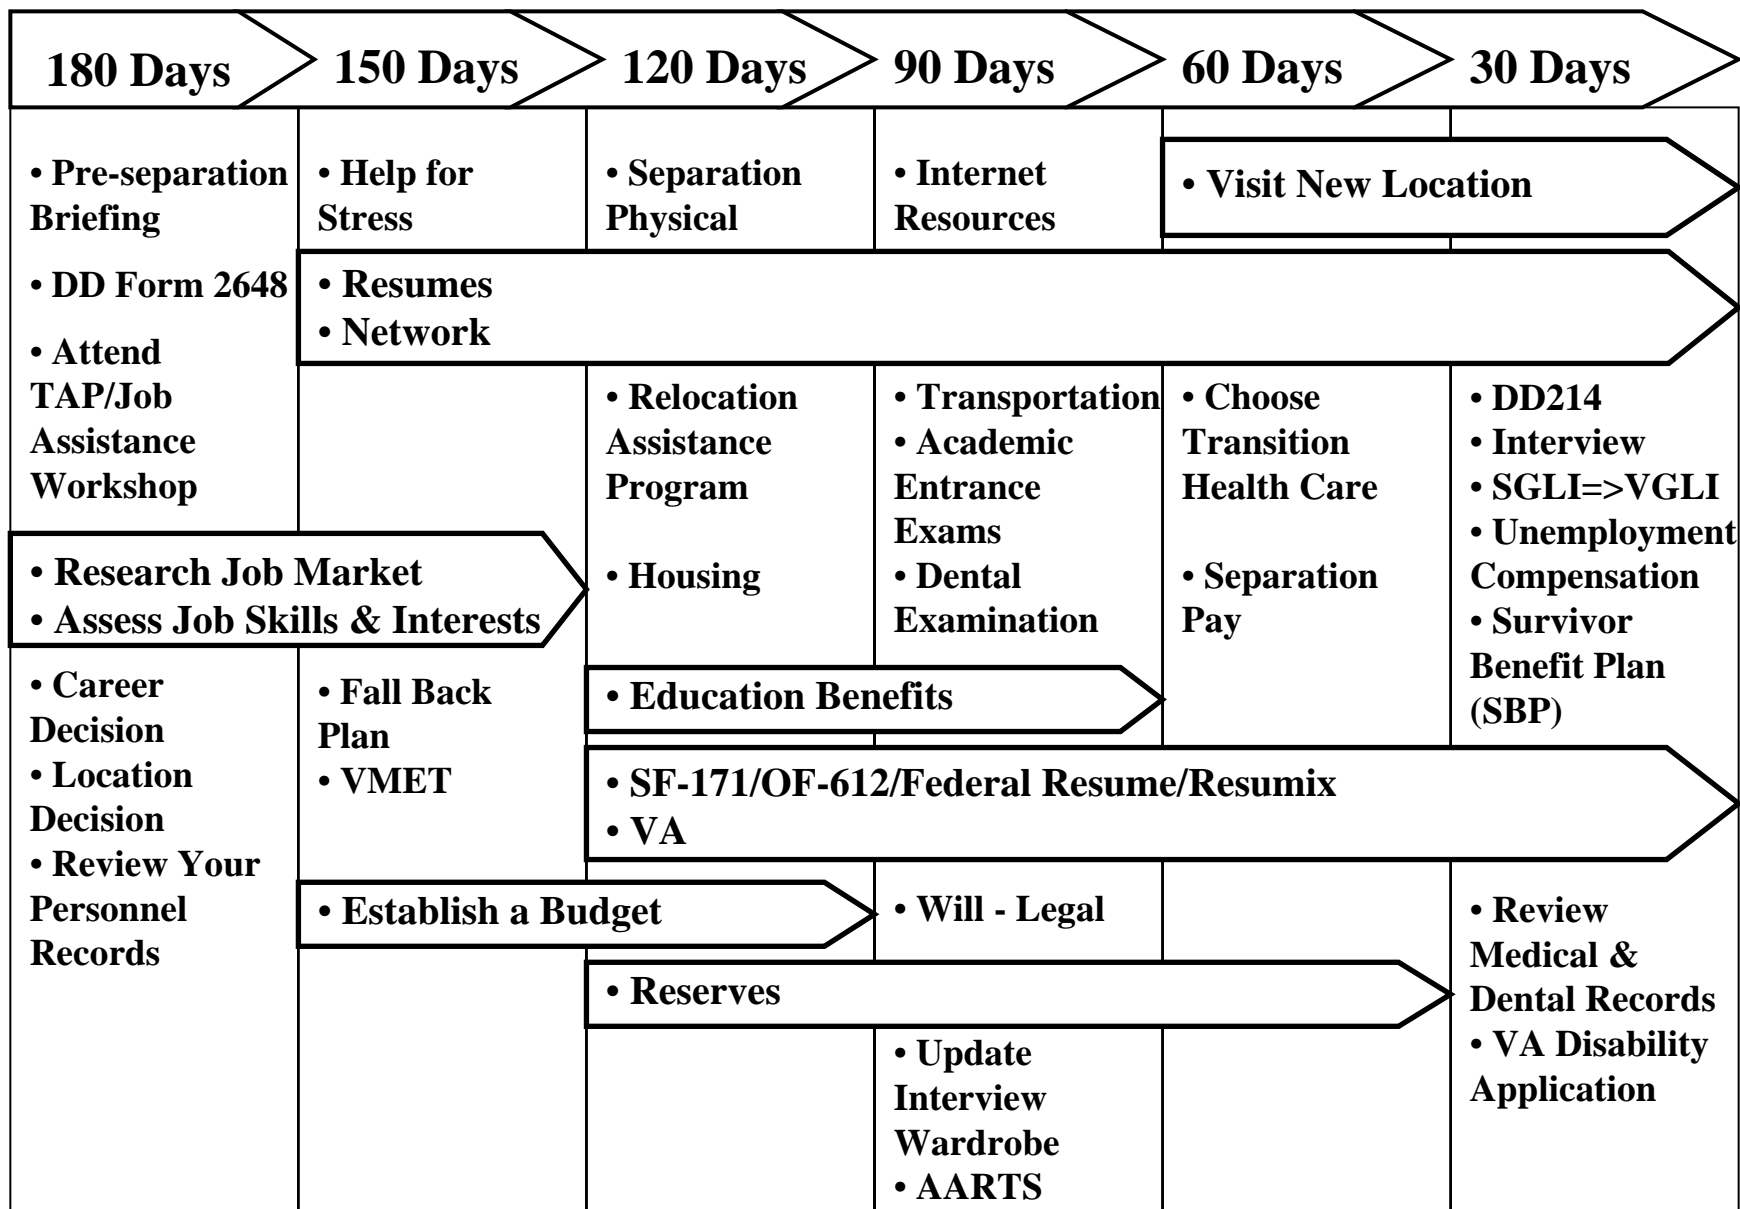 180 Days
150 Days
120 Days
90 Days
60 Days
30 Days
• Pre-separation
Briefing
• DD Form 2648
• Attend
TAP/Job
Assistance
Workshop
• Help for
Stress
• Separation
Physical
• Internet
Resources
• Visit New Location
• Resumes
• Network
• Relocation
Assistance
Program
• Housing
• Transportation
• Academic
Entrance
Exams
• Dental
Examination
• Choose
Transition
Health Care
• Separation
Pay
• DD214
• Interview
• SGLI=>VGLI
• Unemployment
Compensation
• Survivor
Benefit Plan
(SBP)
• Research Job Market
• Assess Job Skills & Interests
• Career
Decision
• Location
Decision
• Review Your
Personnel
Records
• Fall Back
Plan
• VMET
• Education Benefits
• SF-171/OF-612/Federal Resume/Resumix
• VA
• Establish a Budget
• Will - Legal
• Reserves
• Update
Interview
Wardrobe
• AARTS
• Review
Medical &
Dental Records
• VA Disability
Application